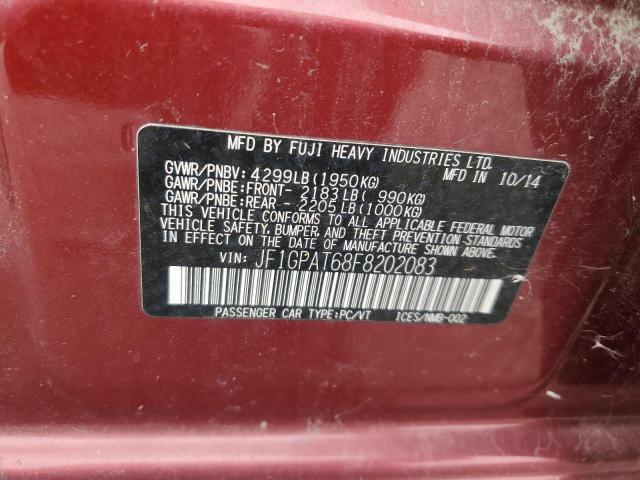 MFD BY FUJI HEAVY INDUSTRIES LTD.
GVWR/PNBV: 4299LB(1950KG) MFD IN 10/14
GAWR/PNBE:FRONT- 2183LB( 990KG)
GAWR/PNBE:REAR - 2205LB(1000KG)
THIS VEHICLE CONFORMS TO ALL APPLICABLE FEDERAL MOTOR
VEHICLE SAFETY, BUMPER, AND THEFT PREVENTION STANDARDS
IN EFFECT ON THE DATE OF MANUFACTURE SHOWN ABOVE.
VIN: JF1GPAT68F8202083
PASSENGER CAR TYPE:PC/VT ICES/NMB-002